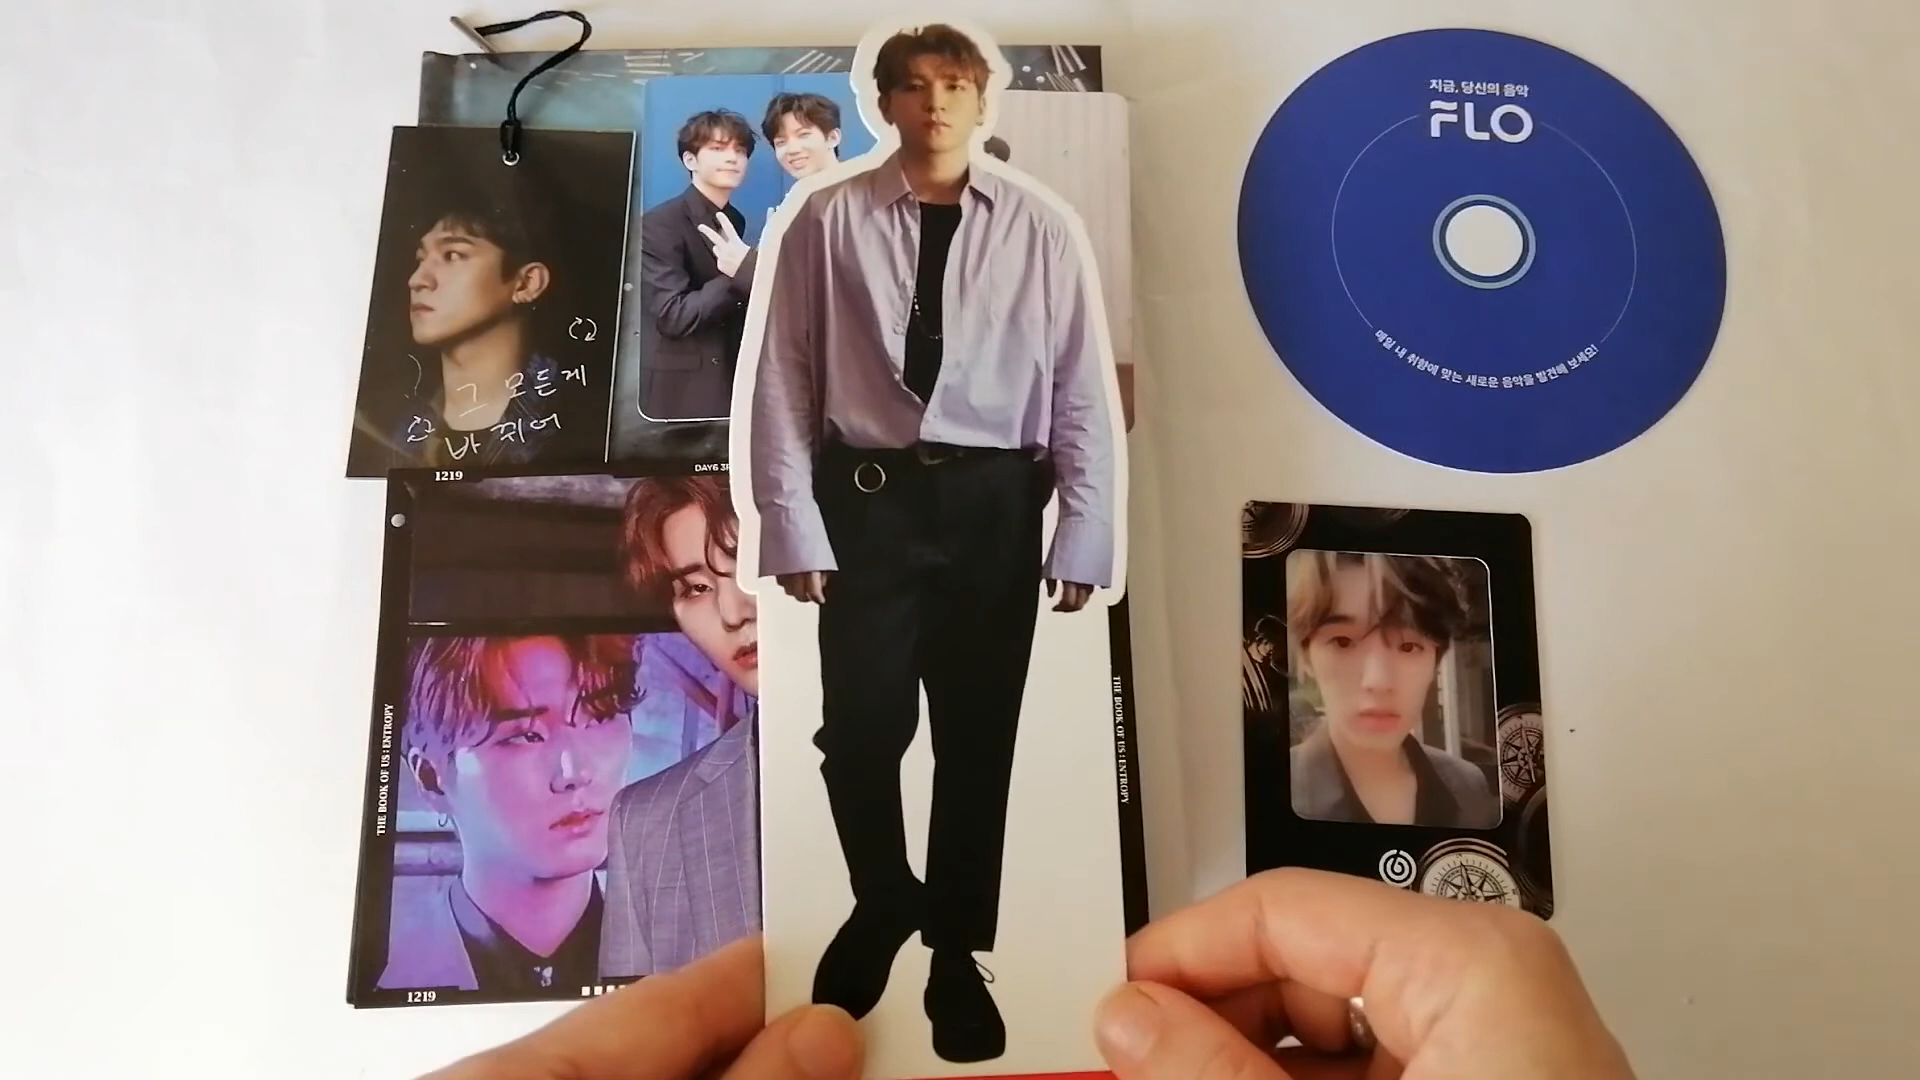 지금, 당신의 음악
FLO
매일 내 취향에 맞는 새로운 음악을 발견해 보세요!
그 모든게
바뀌어
1219
DAY6
THE BOOK OF US : ENTROPY
THE BOOK OF US : ENTROPY
1219